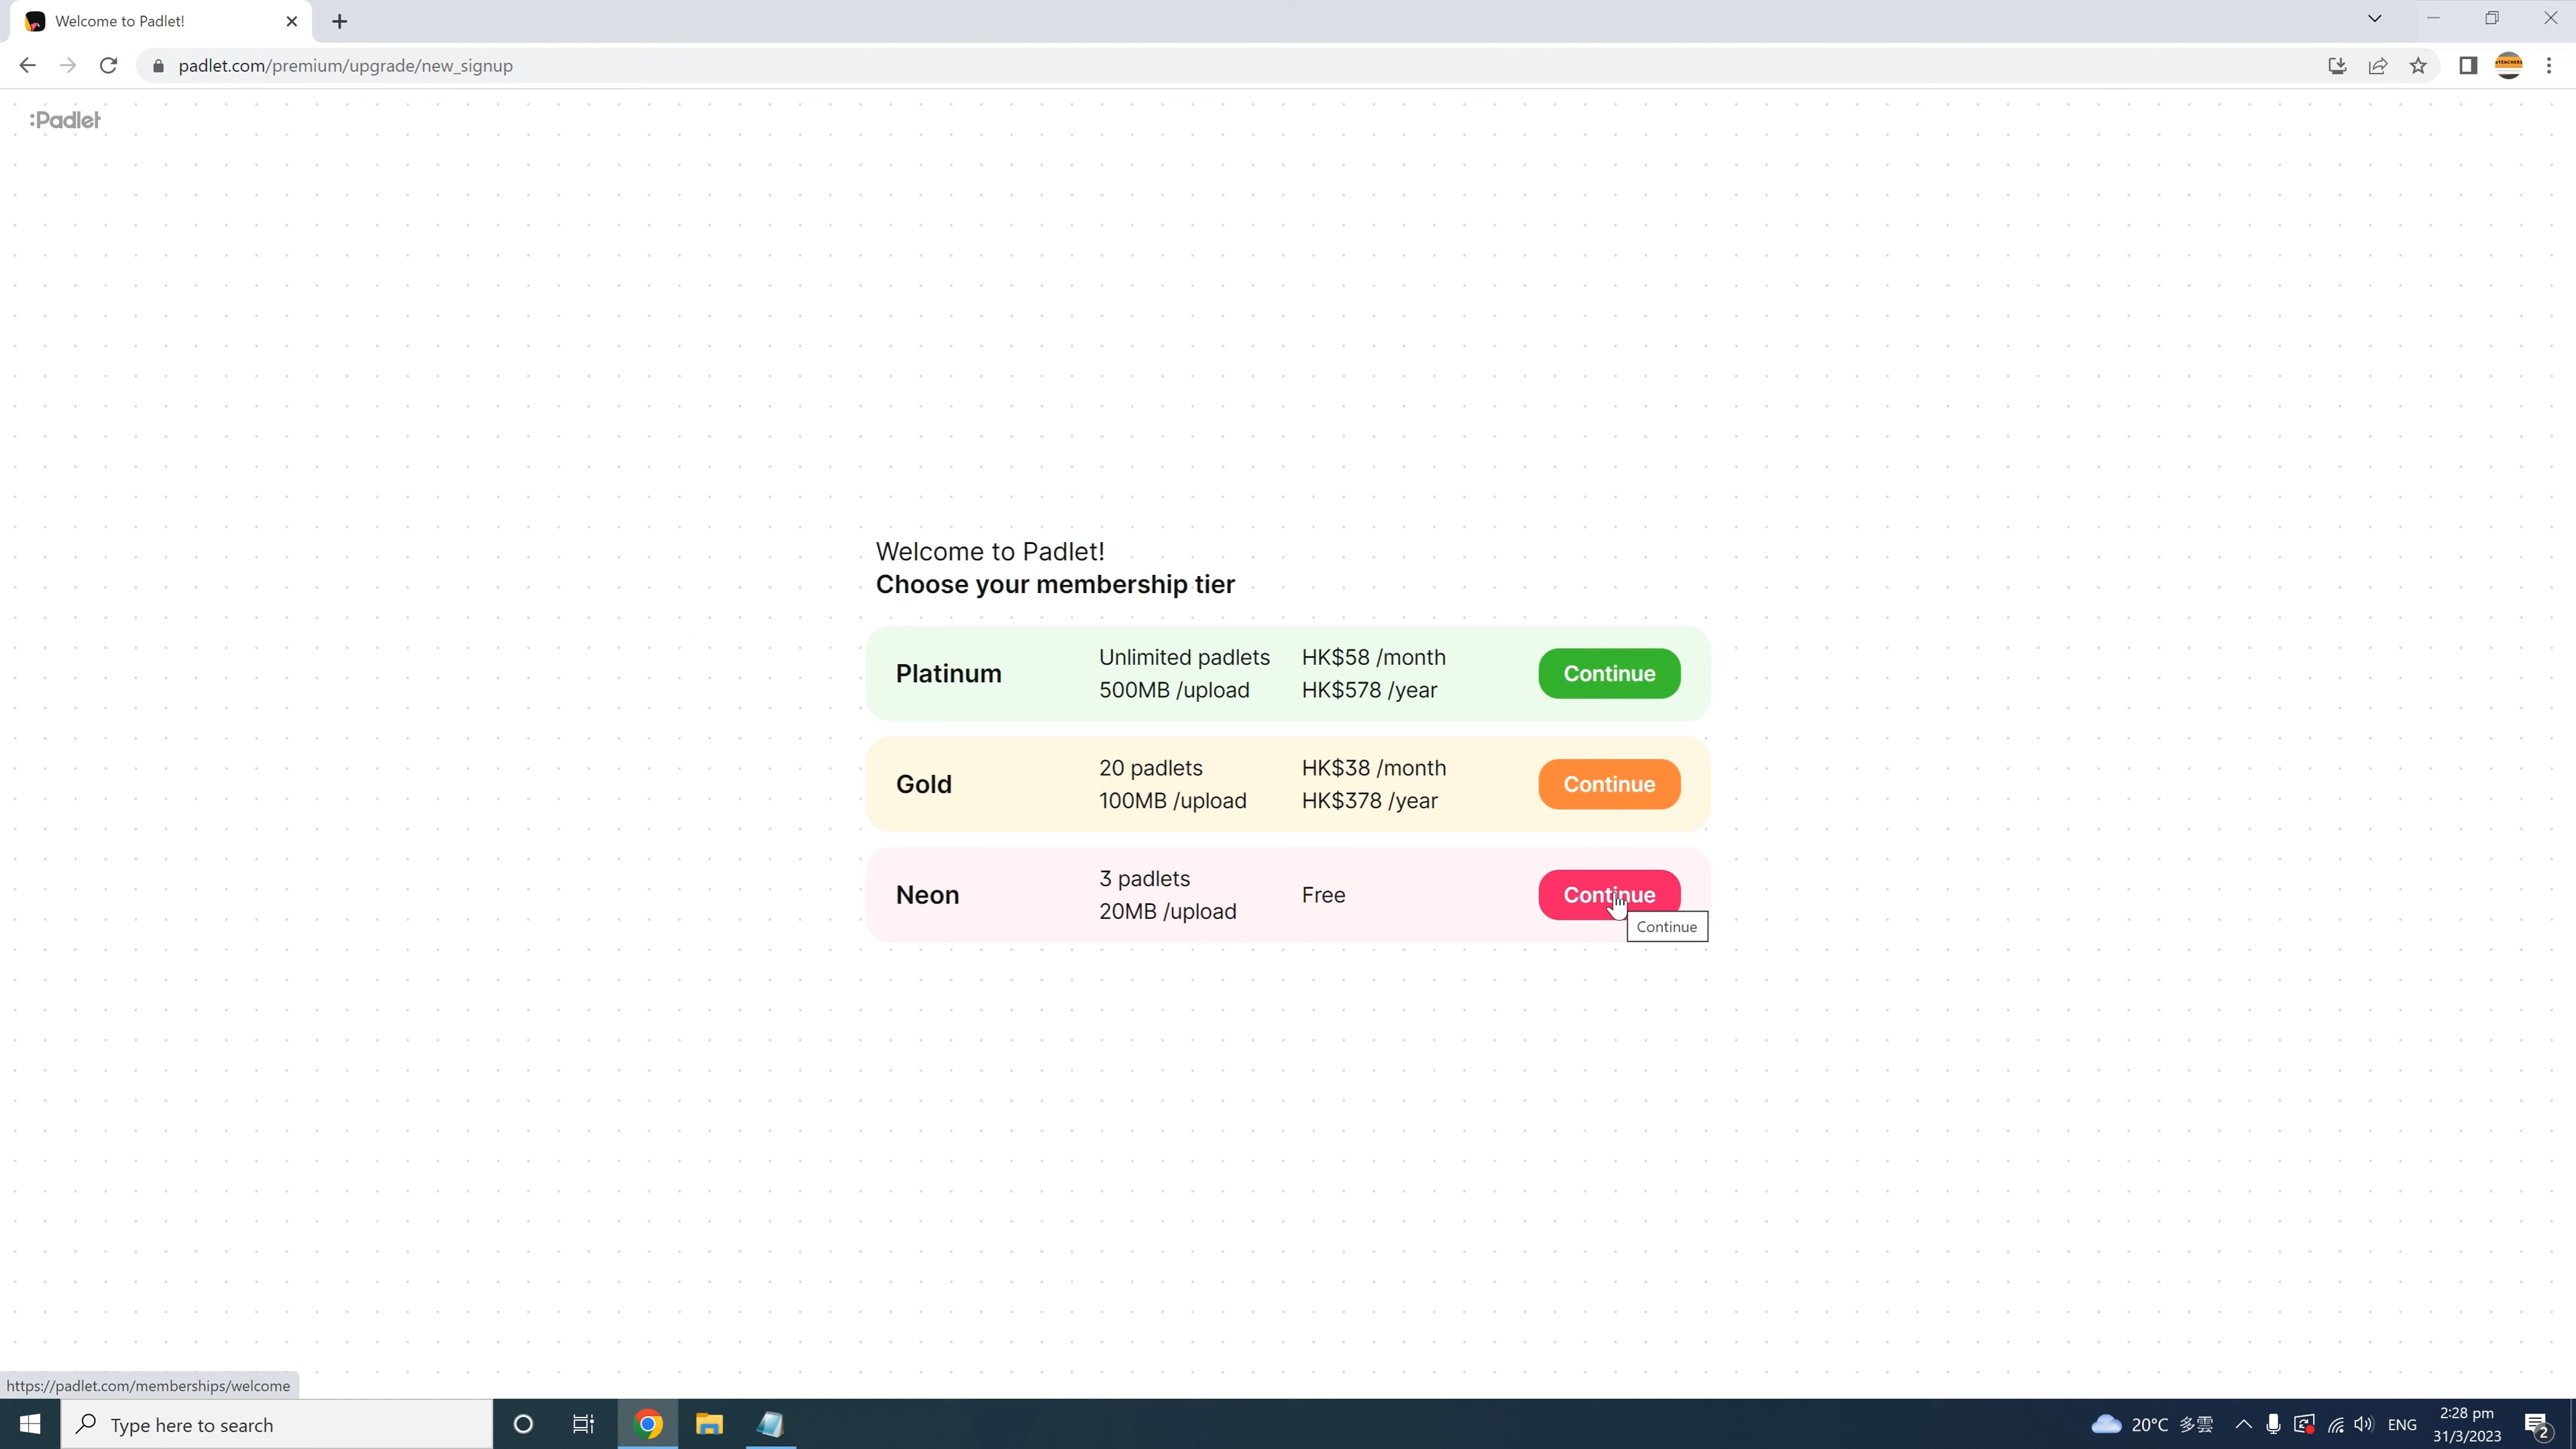 Welcome to Padlet!
padlet.com/premium/upgrade/new_signup
:Padlet
Welcome to Padlet!
Choose your membership tier
Platinum
Unlimited padlets
500MB /upload
HK$58 /month
HK$578 /year
Continue
Gold
20 padlets
100MB /upload
HK$38 /month
HK$378 /year
Continue
Neon
3 padlets
20MB /upload
Free
Continue
Continue
https://padlet.com/memberships/welcome
Type here to search
20°C 多雲
ENG
2:28 pm
31/3/2023
2